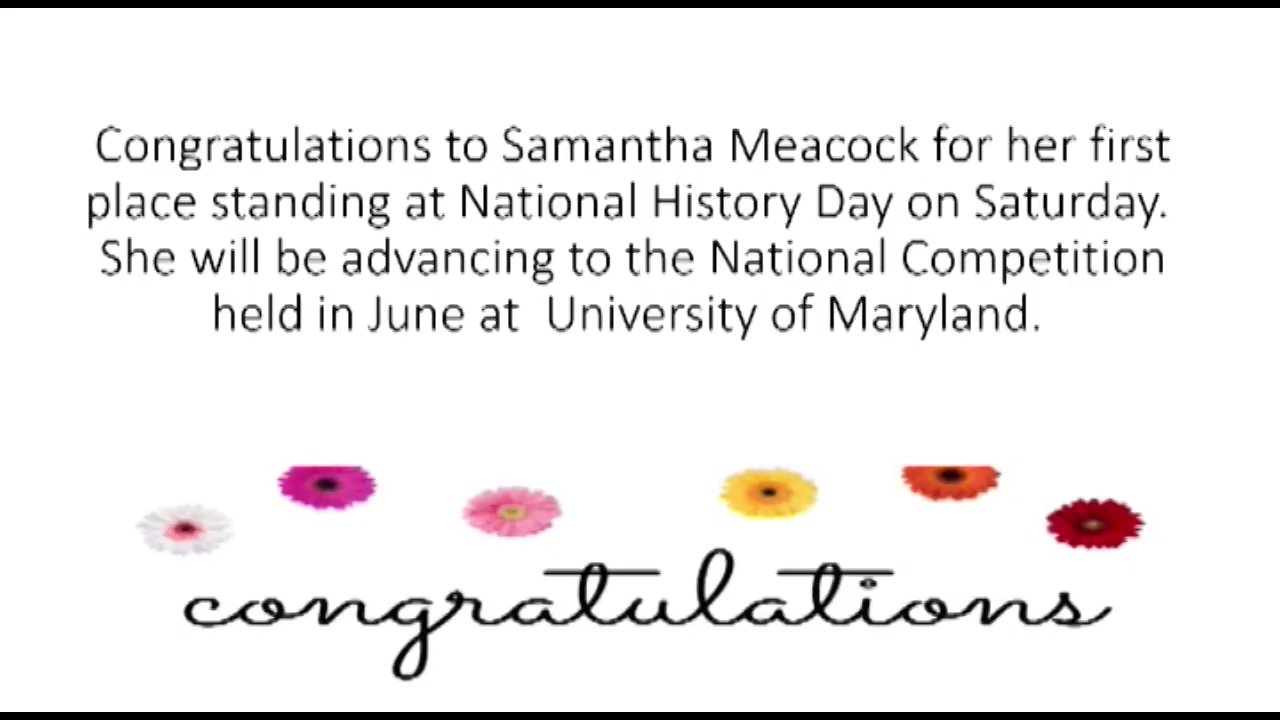 Congratulations to Samantha Meacock for her first
place standing at National History Day on Saturday.
She will be advancing to the National Competition
held in June at  University of Maryland.
congratulations